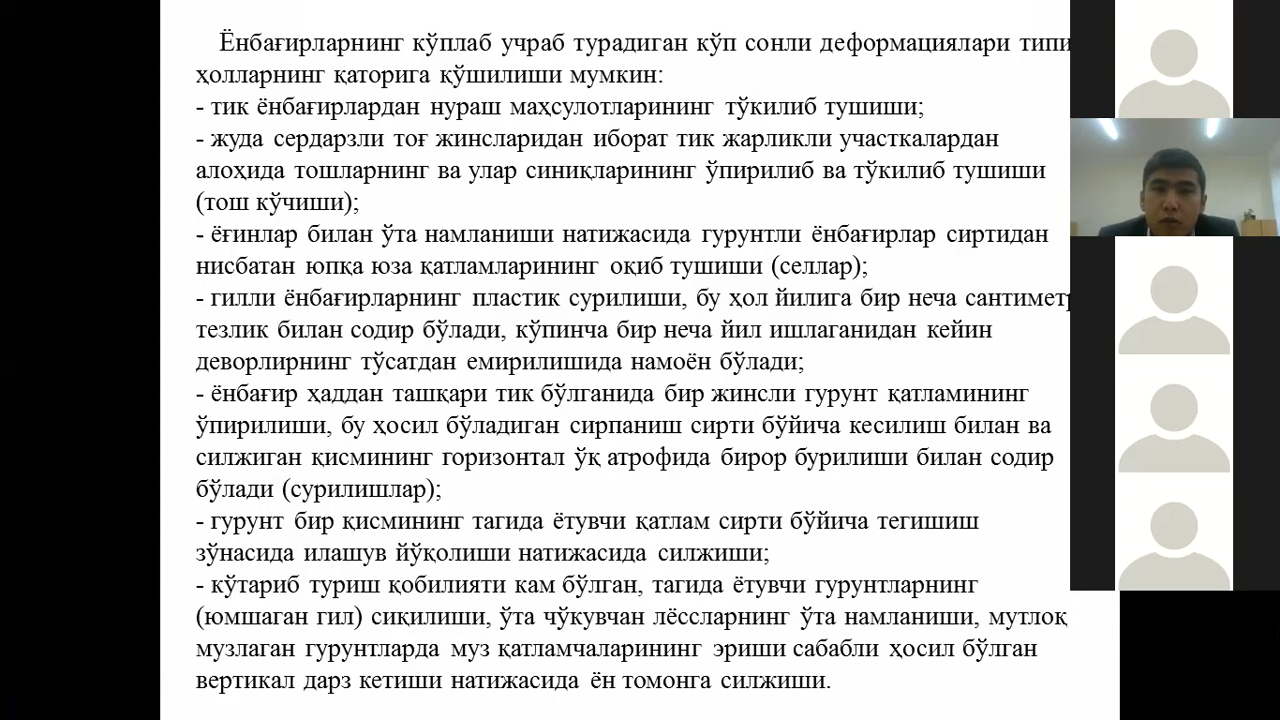 Ёнбағирларнинг кўплаб учраб турадиган кўп сонли деформациялари типи
ҳолларнинг қаторига қўшилиши мумкин:
- тик ёнбағирлардан нураш маҳсулотларининг тўкилиб тушиши;
- жуда сердарзли тоғ жинсларидан иборат тик жарликли участкалардан
алоҳида тошларнинг ва улар синиқларининг ўпирилиб ва тўкилиб тушиши
(тош кўчиши);
- ёғинлар билан ўта намланиши натижасида гурунтли ёнбағирлар сиртидан
нисбатан юпқа юза қатламларининг оқиб тушиши (селлар);
- гилли ёнбағирларнинг пластик сурилиши, бу ҳол йилига бир неча сантиметр
тезлик билан содир бўлади, кўпинча бир неча йил ишлаганидан кейин
деворлирнинг тўсатдан емирилишида намоён бўлади;
- ёнбағир ҳаддан ташқари тик бўлганида бир жинсли гурунт қатламининг
ўпирилиши, бу ҳосил бўладиган сирпаниш сирти бўйича кесилиш билан ва
силжиган қисмининг горизонтал ўқ атрофида бирор бурилиши билан содир
бўлади (сурилишлар);
- гурунт бир қисмининг тагида ётувчи қатлам сирти бўйича тегишиш
зўнасида илашув йўқолиши натижасида силжиши;
- кўтариб туриш қобилияти кам бўлган, тагида ётувчи гурунтларнинг
(юмшаган гил) сиқилиши, ўта чўкувчан лёссларнинг ўта намланиши, мутлоқ
музлаган гурунтларда муз қатламчаларининг эриши сабабли ҳосил бўлган
вертикал дарз кетиши натижасида ён томонга силжиши.